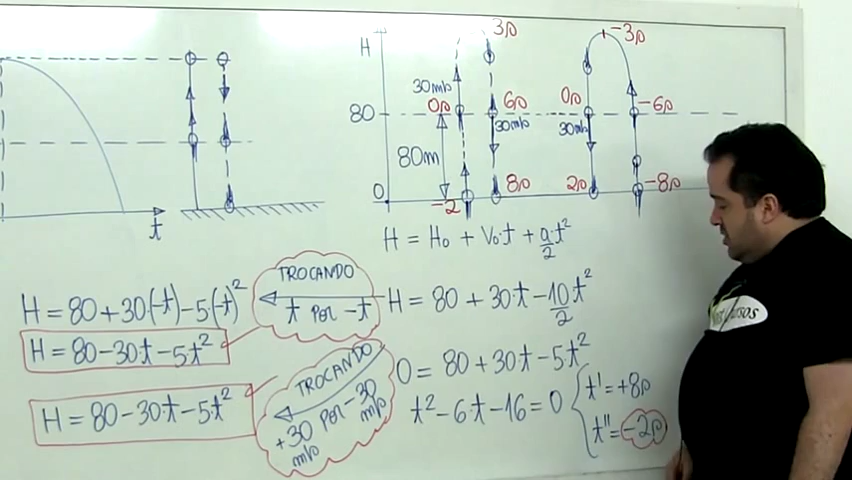 t
H
80
0
30m/s
0s
80m
-2
3s
6s
30m/s
8s
0s
30m/s
2s
-3s
-6s
-8s
H = H₀ + V₀·t + a/2·t²
H = 80 + 30·t - 10/2 t²
0 = 80 + 30t - 5t²
t² - 6·t - 16 = 0
t' = +8s
t" = -2s
TROCANDO
t POR -t
H = 80 + 30·(-t) - 5·(-t)²
H = 80 - 30t - 5t²
TROCANDO
+30 m/s POR -30 m/s
H = 80 - 30·t - 5t²